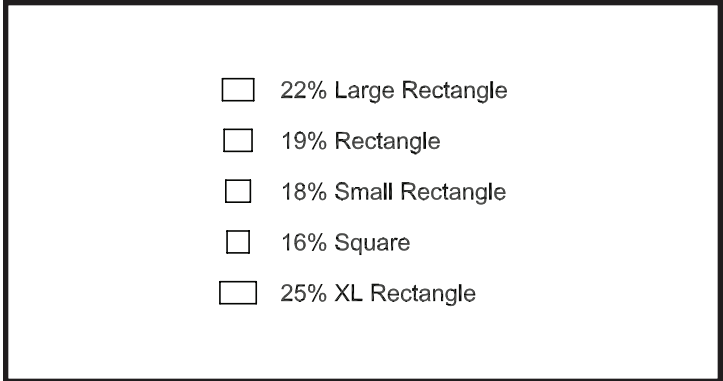 22% Large Rectangle
19% Rectangle
18% Small Rectangle
16% Square
25% XL Rectangle